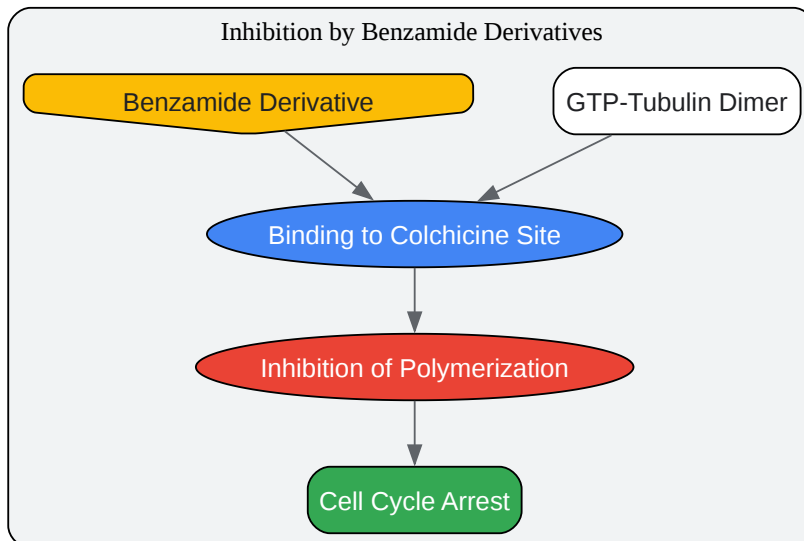 Inhibition by Benzamide Derivatives
Benzamide Derivative
GTP-Tubulin Dimer
Binding to Colchicine Site
Inhibition of Polymerization
Cell Cycle Arrest